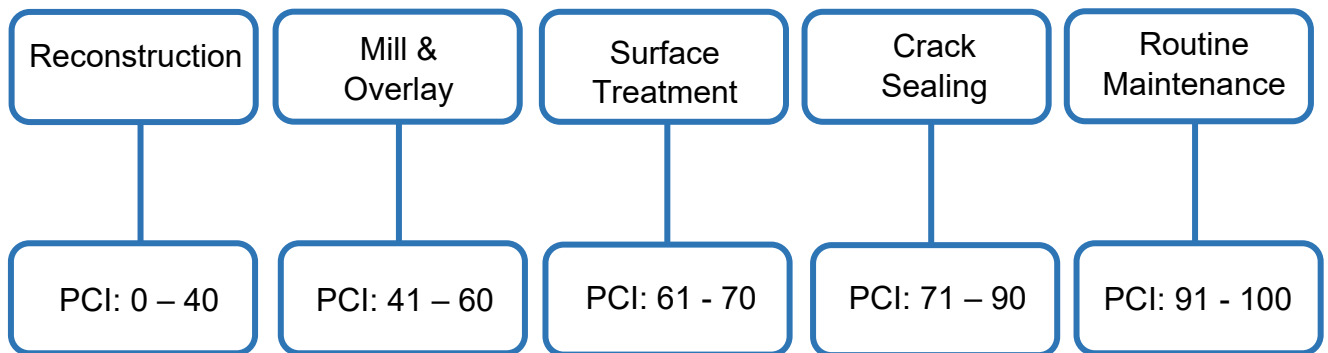 Reconstruction
Mill &
Overlay
Surface
Treatment
Crack
Sealing
Routine
Maintenance
PCI: 0 – 40
PCI: 41 – 60
PCI: 61 - 70
PCI: 71 – 90
PCI: 91 - 100